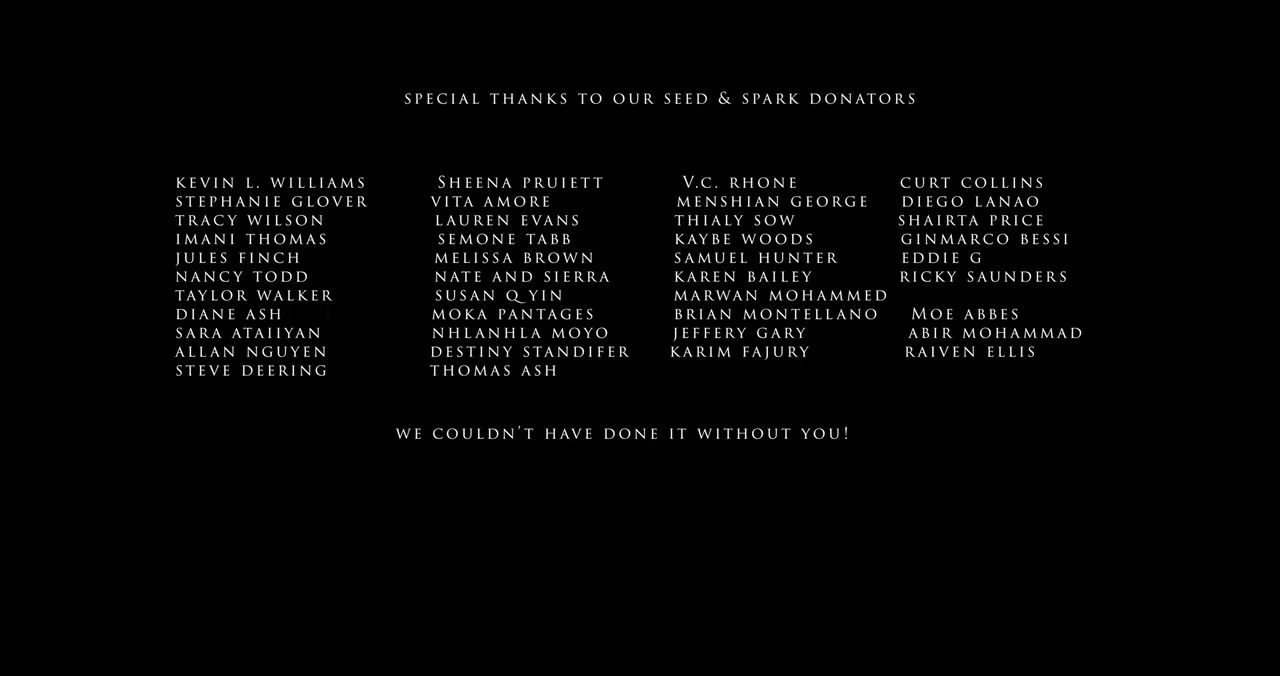 SPECIAL THANKS TO OUR SEED & SPARK DONATORS
KEVIN L. WILLIAMS SHEENA PRUIETT V.C. RHONE CURT COLLINS
STEPHANIE GLOVER VITA AMORE MENSHIAN GEORGE DIEGO LANAO
TRACY WILSON LAUREN EVANS THIALY SOW SHAIRTA PRICE
IMANI THOMAS SEMONE TABB KAYBE WOODS GINMARCO BESSI
JULES FINCH MELISSA BROWN SAMUEL HUNTER EDDIE G
NANCY TODD NATE AND SIERRA KAREN BAILEY RICKY SAUNDERS
TAYLOR WALKER SUSAN Q YIN MARWAN MOHAMMED
DIANE ASH MOKA PANTAGES BRIAN MONTELLANO MOE ABBES
SARA ATAIIYAN NHLANHLA MOYO JEFFERY GARY ABIR MOHAMMAD
ALLAN NGUYEN DESTINY STANDIFER KARIM FAJURY RAIVEN ELLIS
STEVE DEERING THOMAS ASH
WE COULDN'T HAVE DONE IT WITHOUT YOU!